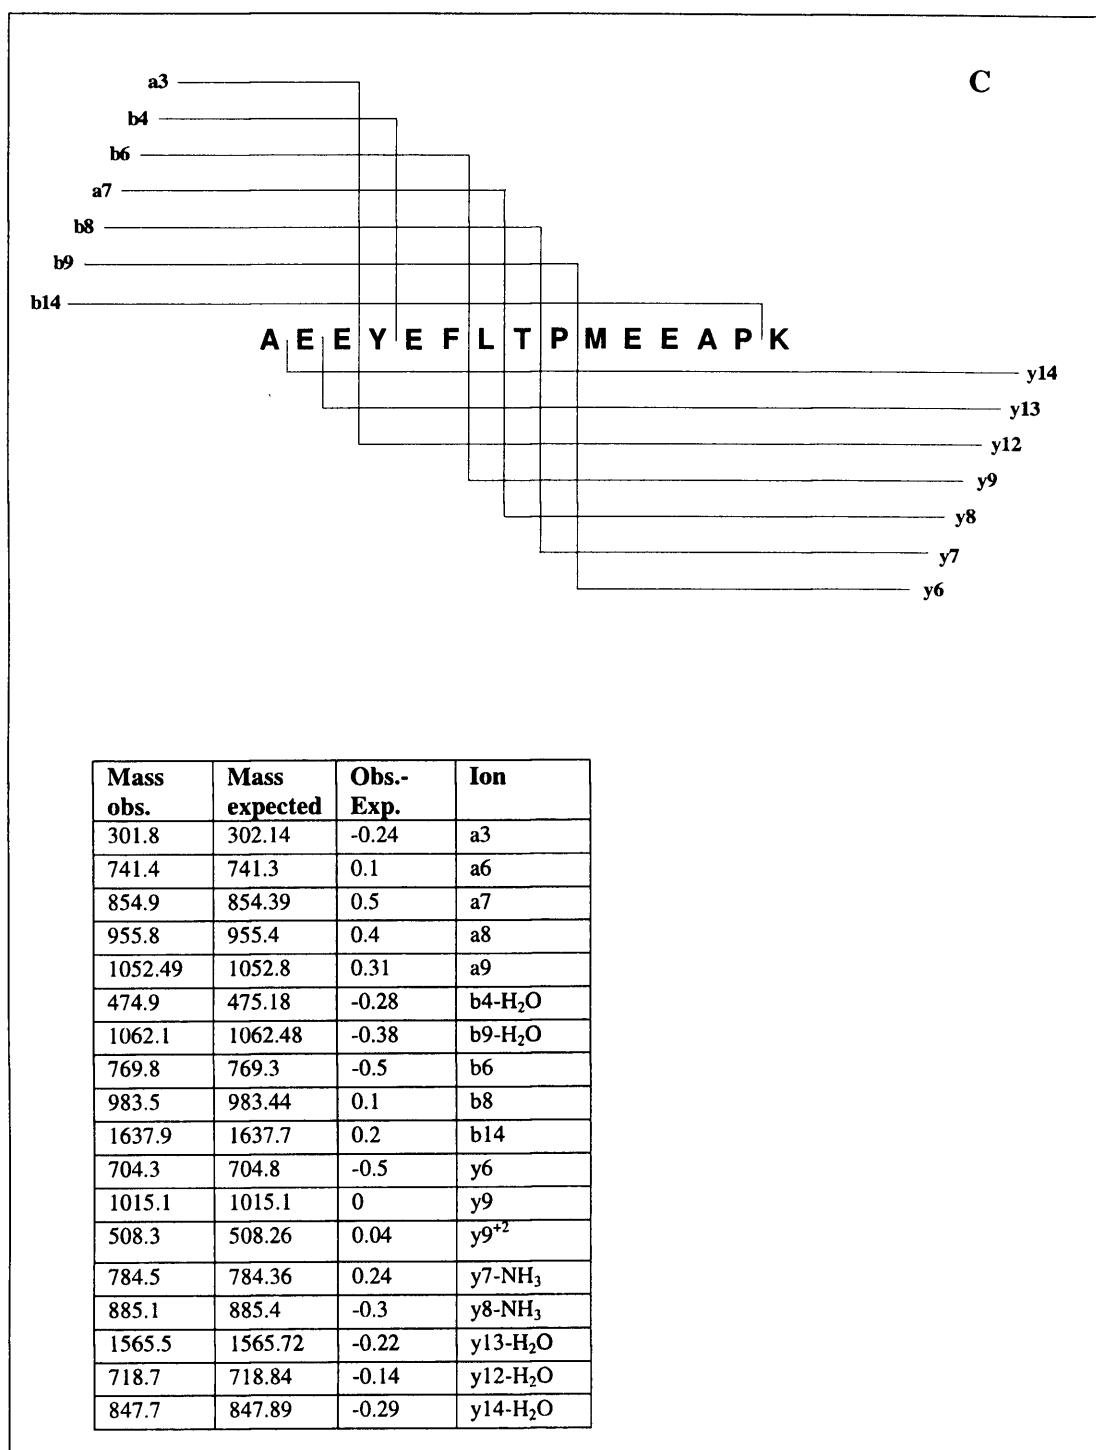 C
a3
b4
b6
a7
b8
b9
b14
A E E Y E F L T P M E E A P K
y14
y13
y12
y9
y8
y7
y6
Mass obs. Mass expected Obs.-Exp. Ion
301.8 302.14 -0.24 a3
741.4 741.3 0.1 a6
854.9 854.39 0.5 a7
955.8 955.4 0.4 a8
1052.49 1052.8 0.31 a9
474.9 475.18 -0.28 b4-H₂O
1062.1 1062.48 -0.38 b9-H₂O
769.8 769.3 -0.5 b6
983.5 983.44 0.1 b8
1637.9 1637.7 0.2 b14
704.3 704.8 -0.5 y6
1015.1 1015.1 0 y9
508.3 508.26 0.04 y9⁺²
784.5 784.36 0.24 y7-NH₃
885.1 885.4 -0.3 y8-NH₃
1565.5 1565.72 -0.22 y13-H₂O
718.7 718.84 -0.14 y12-H₂O
847.7 847.89 -0.29 y14-H₂O